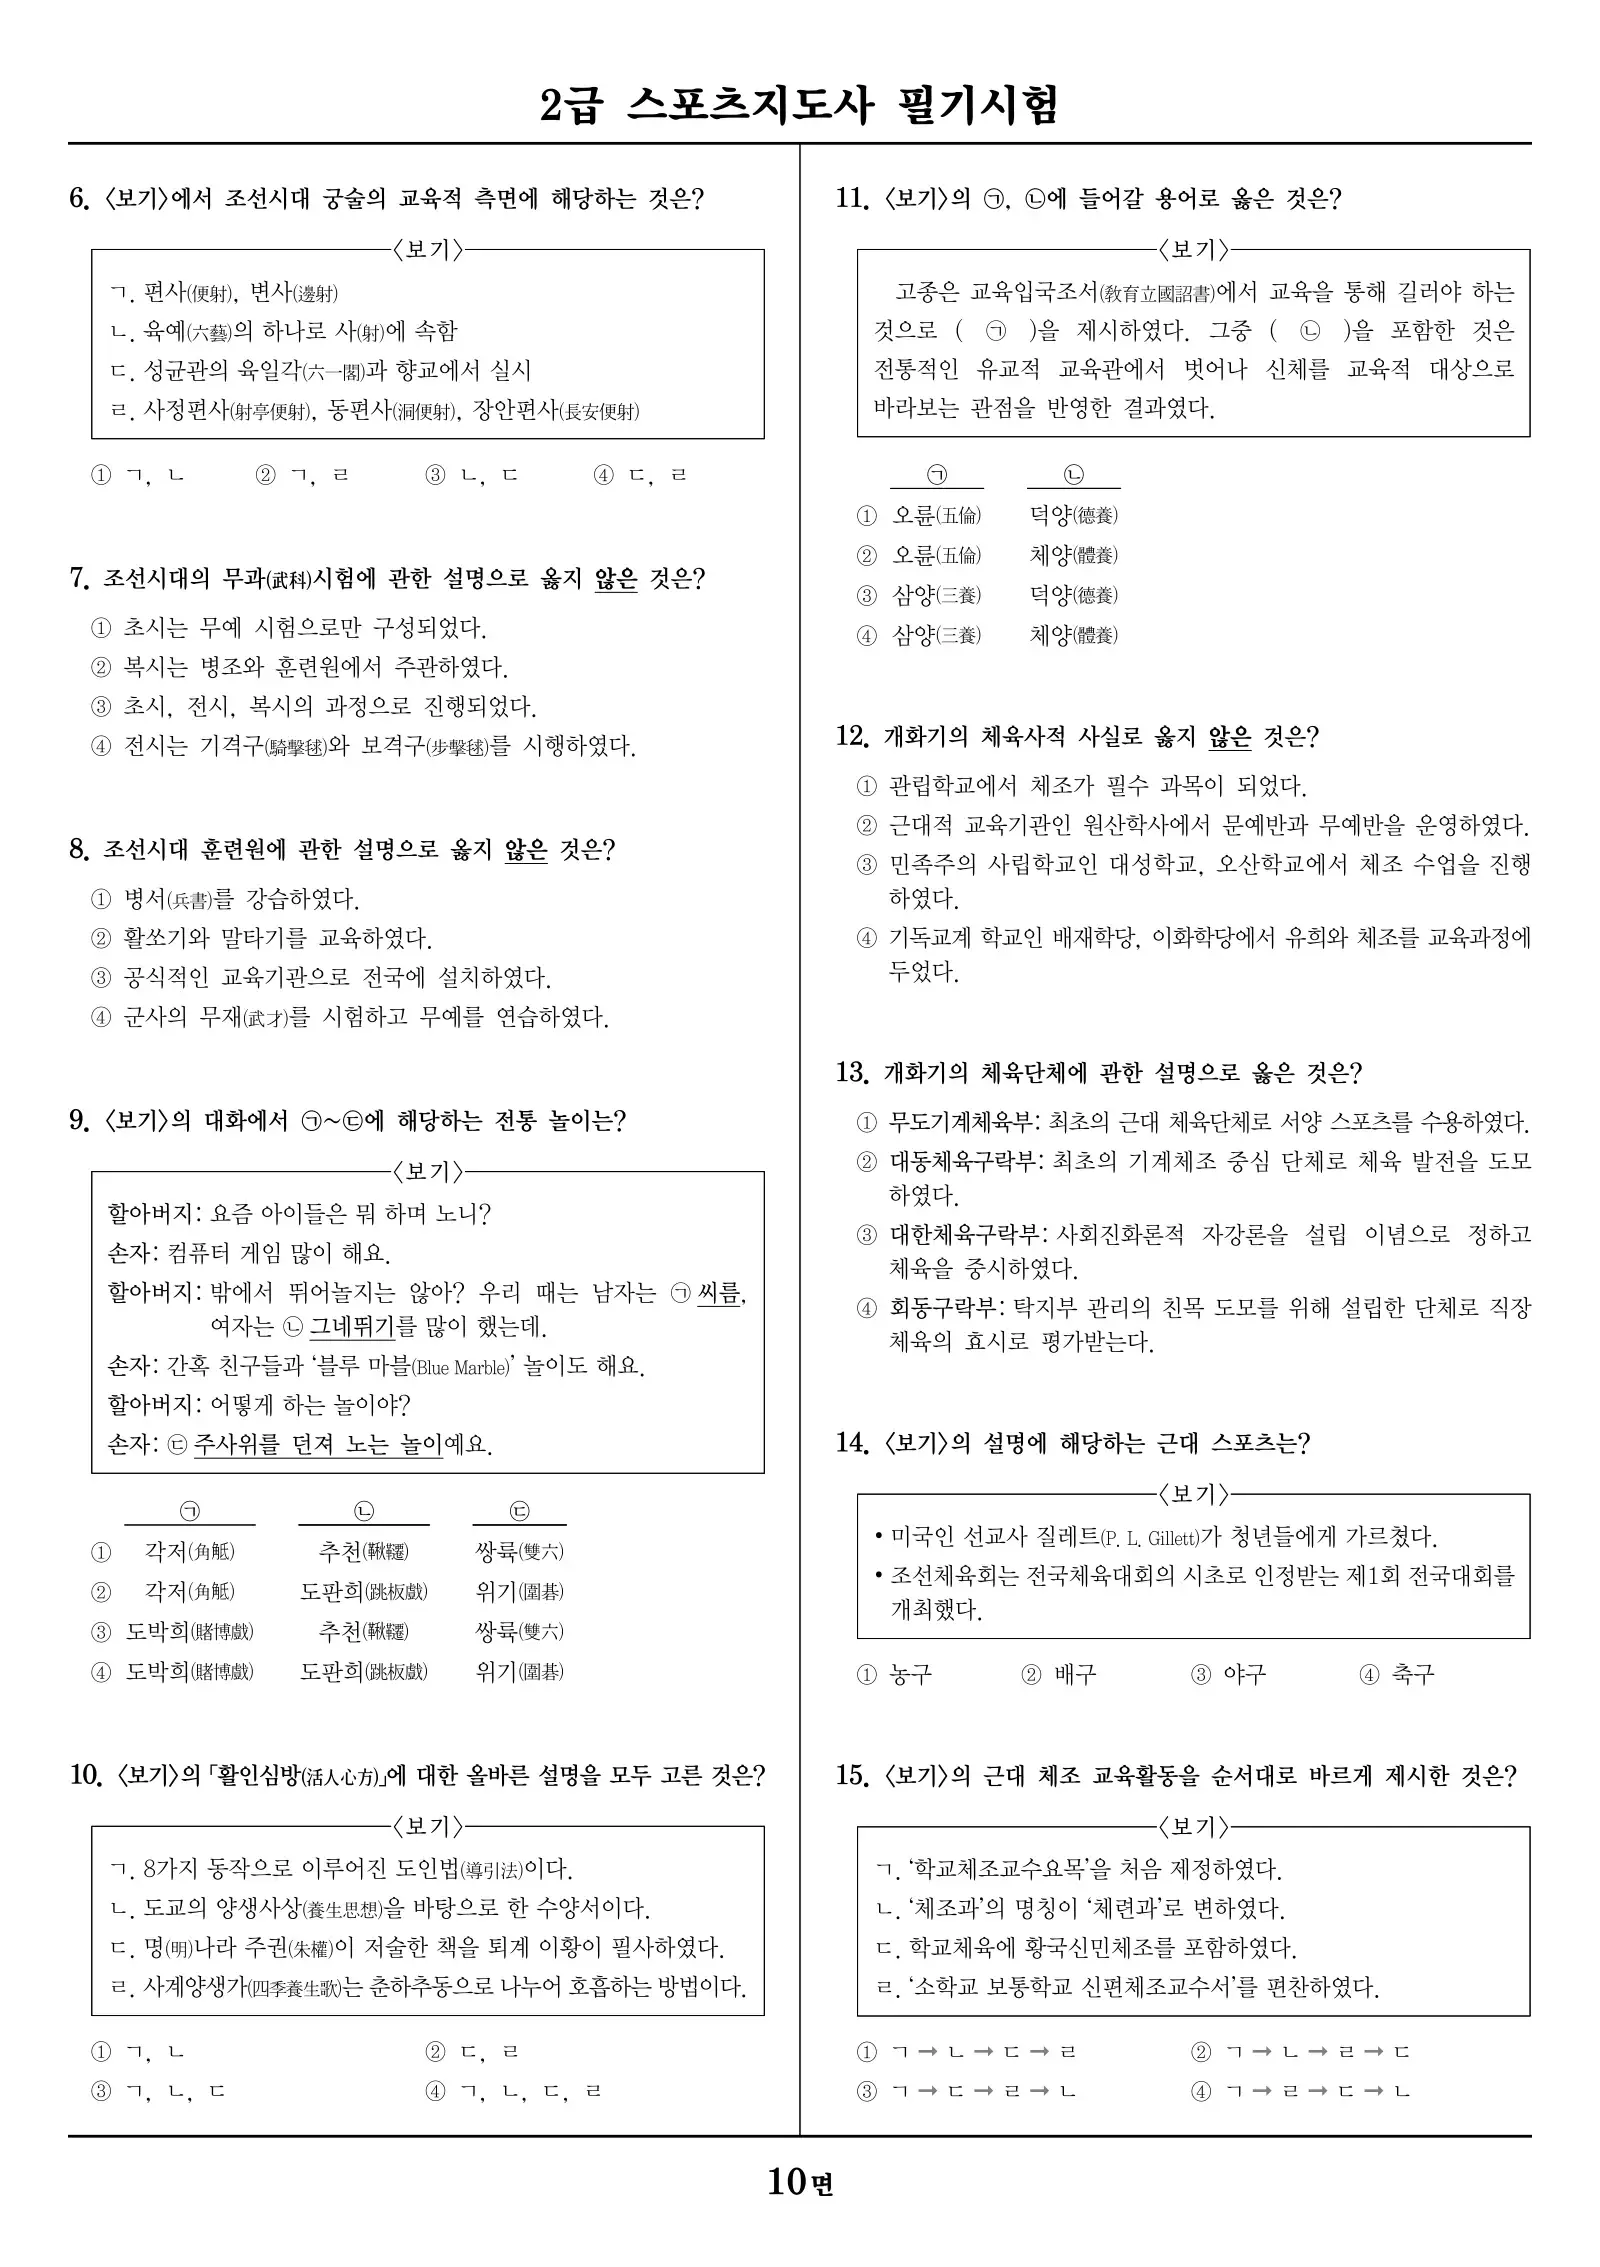 2급 스포츠지도사 필기시험
6. 〈보기〉에서 조선시대 궁술의 교육적 측면에 해당하는 것은?
〈보기〉
ㄱ. 편사(便射), 변사(邊射)
ㄴ. 육예(六藝)의 하나로 사(射)에 속함
ㄷ. 성균관의 육일각(六一閣)과 향교에서 실시
ㄹ. 사정편사(射亭便射), 동편사(洞便射), 장안편사(長安便射)
① ㄱ, ㄴ ② ㄱ, ㄹ ③ ㄴ, ㄷ ④ ㄷ, ㄹ
7. 조선시대의 무과(武科)시험에 관한 설명으로 옳지 않은 것은?
① 초시는 무예 시험으로만 구성되었다.
② 복시는 병조와 훈련원에서 주관하였다.
③ 초시, 전시, 복시의 과정으로 진행되었다.
④ 전시는 기격구(騎擊毬)와 보격구(步擊毬)를 시행하였다.
8. 조선시대 훈련원에 관한 설명으로 옳지 않은 것은?
① 병서(兵書)를 강습하였다.
② 활쏘기와 말타기를 교육하였다.
③ 공식적인 교육기관으로 전국에 설치하였다.
④ 군사의 무재(武才)를 시험하고 무예를 연습하였다.
9. 〈보기〉의 대화에서 ㉠~㉢에 해당하는 전통 놀이는?
〈보기〉
할아버지: 요즘 아이들은 뭐 하며 노니?
손자: 컴퓨터 게임 많이 해요.
할아버지: 밖에서 뛰어놀지는 않아? 우리 때는 남자는 ㉠ 씨름,
여자는 ㉡ 그네뛰기를 많이 했는데.
손자: 간혹 친구들과 ‘블루 마블(Blue Marble)’ 놀이도 해요.
할아버지: 어떻게 하는 놀이야?
손자: ㉢ 주사위를 던져 노는 놀이예요.
㉠ ㉡ ㉢
① 각저(角觝) 추천(鞦韆) 쌍륙(雙六)
② 각저(角觝) 도판희(跳板戱) 위기(圍碁)
③ 도박희(賭博戱) 추천(鞦韆) 쌍륙(雙六)
④ 도박희(賭博戱) 도판희(跳板戱) 위기(圍碁)
10. 〈보기〉의 「활인심방(活人心方)」에 대한 올바른 설명을 모두 고른 것은?
〈보기〉
ㄱ. 8가지 동작으로 이루어진 도인법(導引法)이다.
ㄴ. 도교의 양생사상(養生思想)을 바탕으로 한 수양서이다.
ㄷ. 명(明)나라 주권(朱權)이 저술한 책을 퇴계 이황이 필사하였다.
ㄹ. 사계양생가(四季養生歌)는 춘하추동으로 나누어 호흡하는 방법이다.
① ㄱ, ㄴ ② ㄷ, ㄹ
③ ㄱ, ㄴ, ㄷ ④ ㄱ, ㄴ, ㄷ, ㄹ
11. 〈보기〉의 ㉠, ㉡에 들어갈 용어로 옳은 것은?
〈보기〉
고종은 교육입국조서(敎育立國詔書)에서 교육을 통해 길러야 하는
것으로 ( ㉠ )을 제시하였다. 그중 ( ㉡ )을 포함한 것은
전통적인 유교적 교육관에서 벗어나 신체를 교육적 대상으로
바라보는 관점을 반영한 결과였다.
㉠ ㉡
① 오륜(五倫) 덕양(德養)
② 오륜(五倫) 체양(體養)
③ 삼양(三養) 덕양(德養)
④ 삼양(三養) 체양(體養)
12. 개화기의 체육사적 사실로 옳지 않은 것은?
① 관립학교에서 체조가 필수 과목이 되었다.
② 근대적 교육기관인 원산학사에서 문예반과 무예반을 운영하였다.
③ 민족주의 사립학교인 대성학교, 오산학교에서 체조 수업을 진행
하였다.
④ 기독교계 학교인 배재학당, 이화학당에서 유희와 체조를 교육과정에
두었다.
13. 개화기의 체육단체에 관한 설명으로 옳은 것은?
① 무도기계체육부: 최초의 근대 체육단체로 서양 스포츠를 수용하였다.
② 대동체육구락부: 최초의 기계체조 중심 단체로 체육 발전을 도모
하였다.
③ 대한체육구락부: 사회진화론적 자강론을 설립 이념으로 정하고
체육을 중시하였다.
④ 회동구락부: 탁지부 관리의 친목 도모를 위해 설립한 단체로 직장
체육의 효시로 평가받는다.
14. 〈보기〉의 설명에 해당하는 근대 스포츠는?
〈보기〉
• 미국인 선교사 질레트(P. L. Gillett)가 청년들에게 가르쳤다.
• 조선체육회는 전국체육대회의 시초로 인정받는 제1회 전국대회를
개최했다.
① 농구 ② 배구 ③ 야구 ④ 축구
15. 〈보기〉의 근대 체조 교육활동을 순서대로 바르게 제시한 것은?
〈보기〉
ㄱ. ‘학교체조교수요목’을 처음 제정하였다.
ㄴ. ‘체조과’의 명칭이 ‘체련과’로 변하였다.
ㄷ. 학교체육에 황국신민체조를 포함하였다.
ㄹ. ‘소학교 보통학교 신편체조교수서’를 편찬하였다.
① ㄱ → ㄴ → ㄷ → ㄹ ② ㄱ → ㄴ → ㄹ → ㄷ
③ ㄱ → ㄷ → ㄹ → ㄴ ④ ㄱ → ㄹ → ㄷ → ㄴ
10면